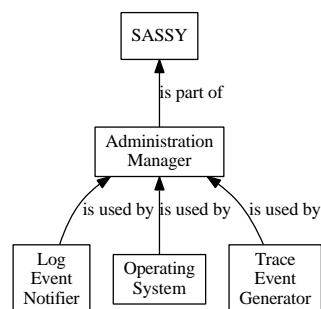 SASSY
is part of
Administration
Manager
is used by is used by is used by
Log
Event
Notifier
Operating
System
Trace
Event
Generator